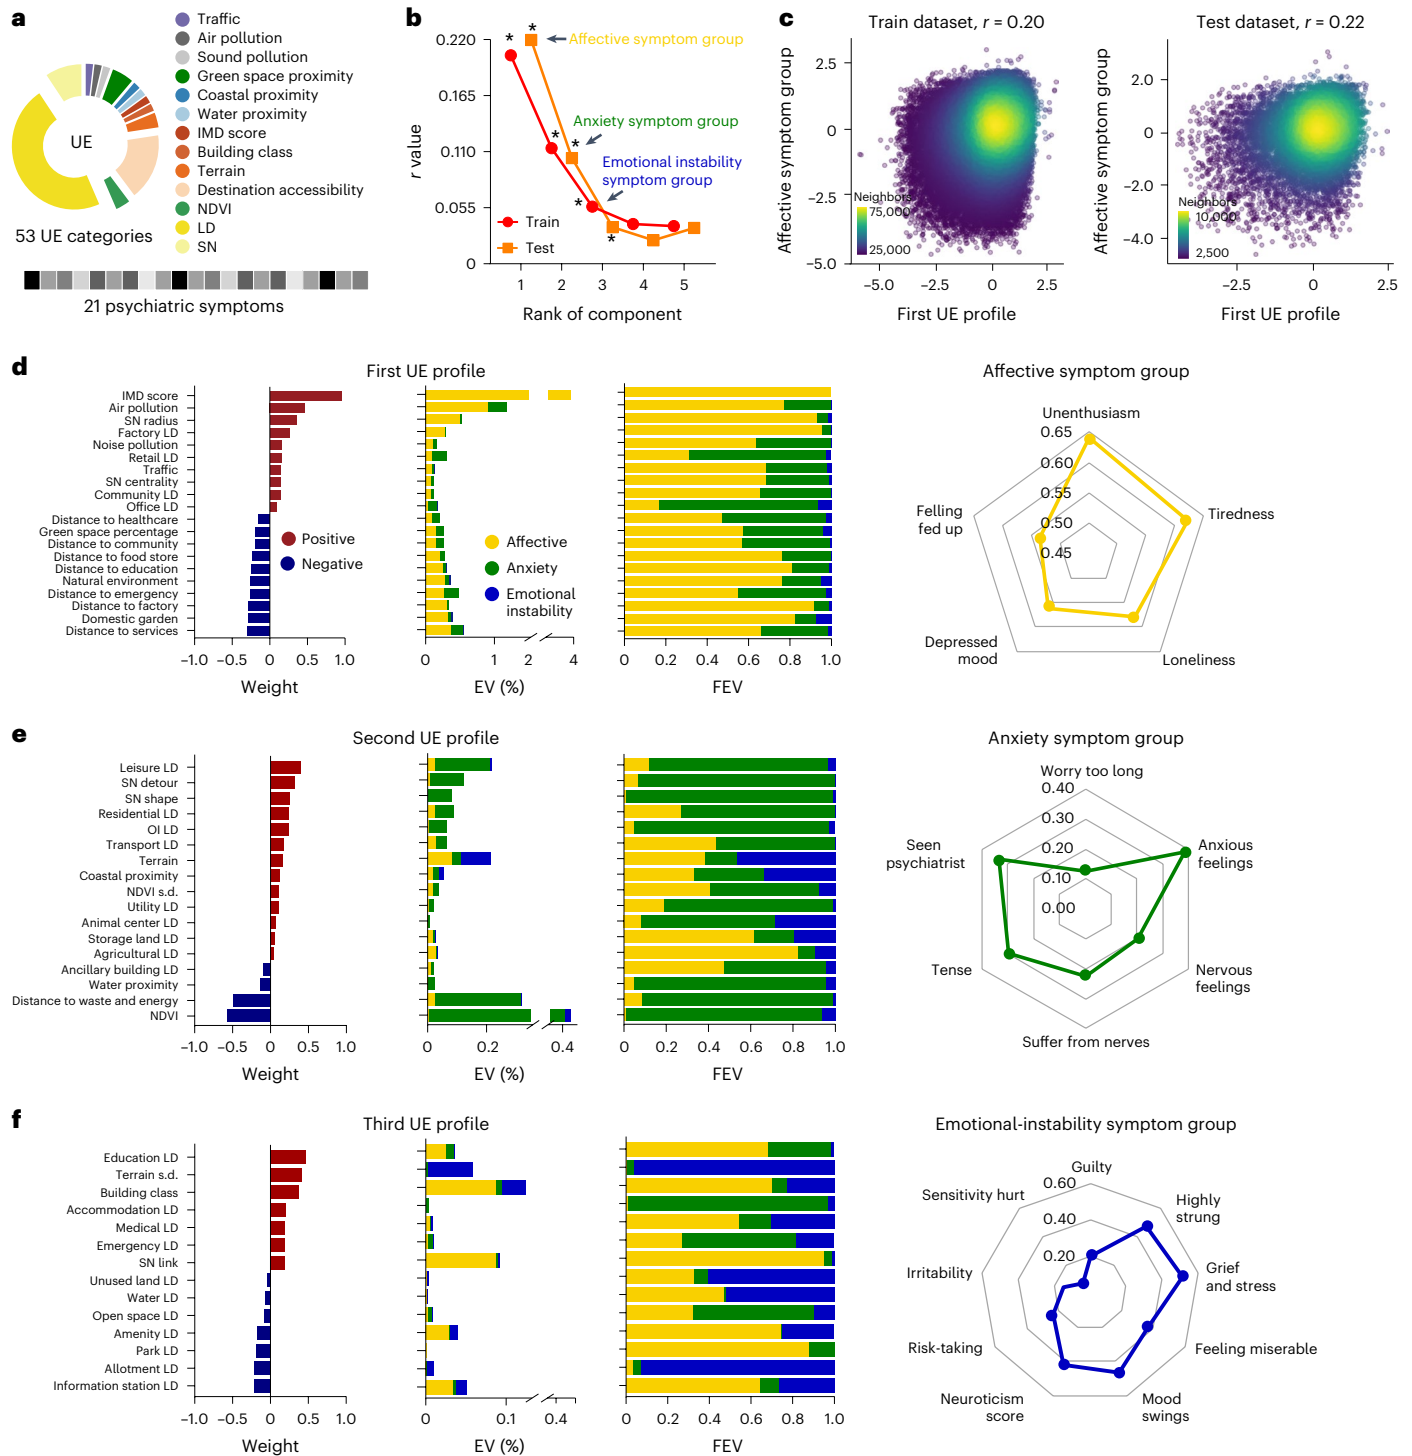 a
Traffic
Air pollution
Sound pollution
Green space proximity
Coastal proximity
Water proximity
IMD score
Building class
Terrain
Destination accessibility
NDVI
LD
SN
UE
53 UE categories
21 psychiatric symptoms
b
0.220
0.165
0.110
0.055
0
r value
* * * * * *
Affective symptom group
Anxiety symptom group
Emotional instability
symptom group
Train
Test
1 2 3 4 5
Rank of component
c
Train dataset, r = 0.20
Affective symptom group
2.5
0
−2.5
−5.0
Neighbors
75,000
25,000
−5.0 −2.5 0 2.5
First UE profile
Test dataset, r = 0.22
Affective symptom group
2.0
0
−2.0
−4.0
Neighbors
10,000
2,500
−2.5 0 2.5
First UE profile
d
First UE profile
IMD score
Air pollution
SN radius
Factory LD
Noise pollution
Retail LD
Traffic
SN centrality
Community LD
Office LD
Distance to healthcare
Green space percentage
Distance to community
Distance to food store
Distance to education
Natural environment
Distance to emergency
Distance to factory
Domestic garden
Distance to services
Positive
Negative
−1.0 −0.5 0 0.5 1.0
Weight
Affective
Anxiety
Emotional
instability
0 1 2 4
EV (%)
0 0.2 0.4 0.6 0.8 1.0
FEV
Affective symptom group
Unenthusiasm
0.65
0.60
0.55
0.50
0.45
Tiredness
Loneliness
Depressed
mood
Felling
fed up
e
Second UE profile
Leisure LD
SN detour
SN shape
Residential LD
OI LD
Transport LD
Terrain
Coastal proximity
NDVI s.d.
Utility LD
Animal center LD
Storage land LD
Agricultural LD
Ancillary building LD
Water proximity
Distance to waste and energy
NDVI
−1.0 −0.5 0 0.5 1.0
Weight
0 0.2 0.4
EV (%)
0 0.2 0.4 0.6 0.8 1.0
FEV
Anxiety symptom group
Worry too long
0.40
0.30
0.20
0.10
0.00
Anxious
feelings
Nervous
feelings
Suffer from nerves
Tense
Seen
psychiatrist
f
Third UE profile
Education LD
Terrain s.d.
Building class
Accommodation LD
Medical LD
Emergency LD
SN link
Unused land LD
Water LD
Open space LD
Amenity LD
Park LD
Allotment LD
Information station LD
−1.0 −0.5 0 0.5 1.0
Weight
0 0.1 0.4
EV (%)
0 0.2 0.4 0.6 0.8 1.0
FEV
Emotional-instability symptom group
Guilty
0.60
0.40
0.20
Highly
strung
Grief
and stress
Feeling miserable
Mood
swings
Neuroticism
score
Risk-taking
Irritability
Sensitivity hurt